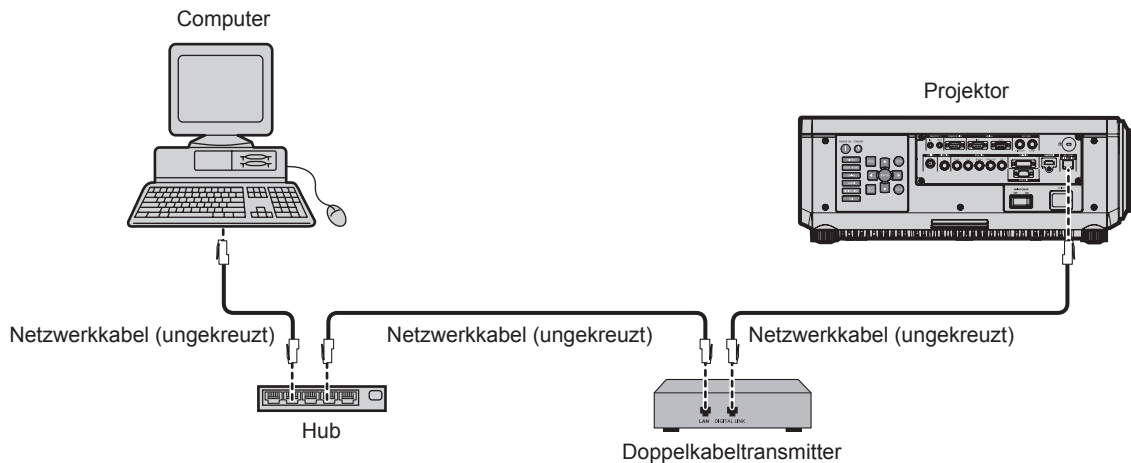 Computer
Projektor
Netzwerkkabel (ungekreuzt)
Netzwerkkabel (ungekreuzt)
Netzwerkkabel (ungekreuzt)
LAN
DIGITAL LINK
Hub
Doppelkabeltransmitter